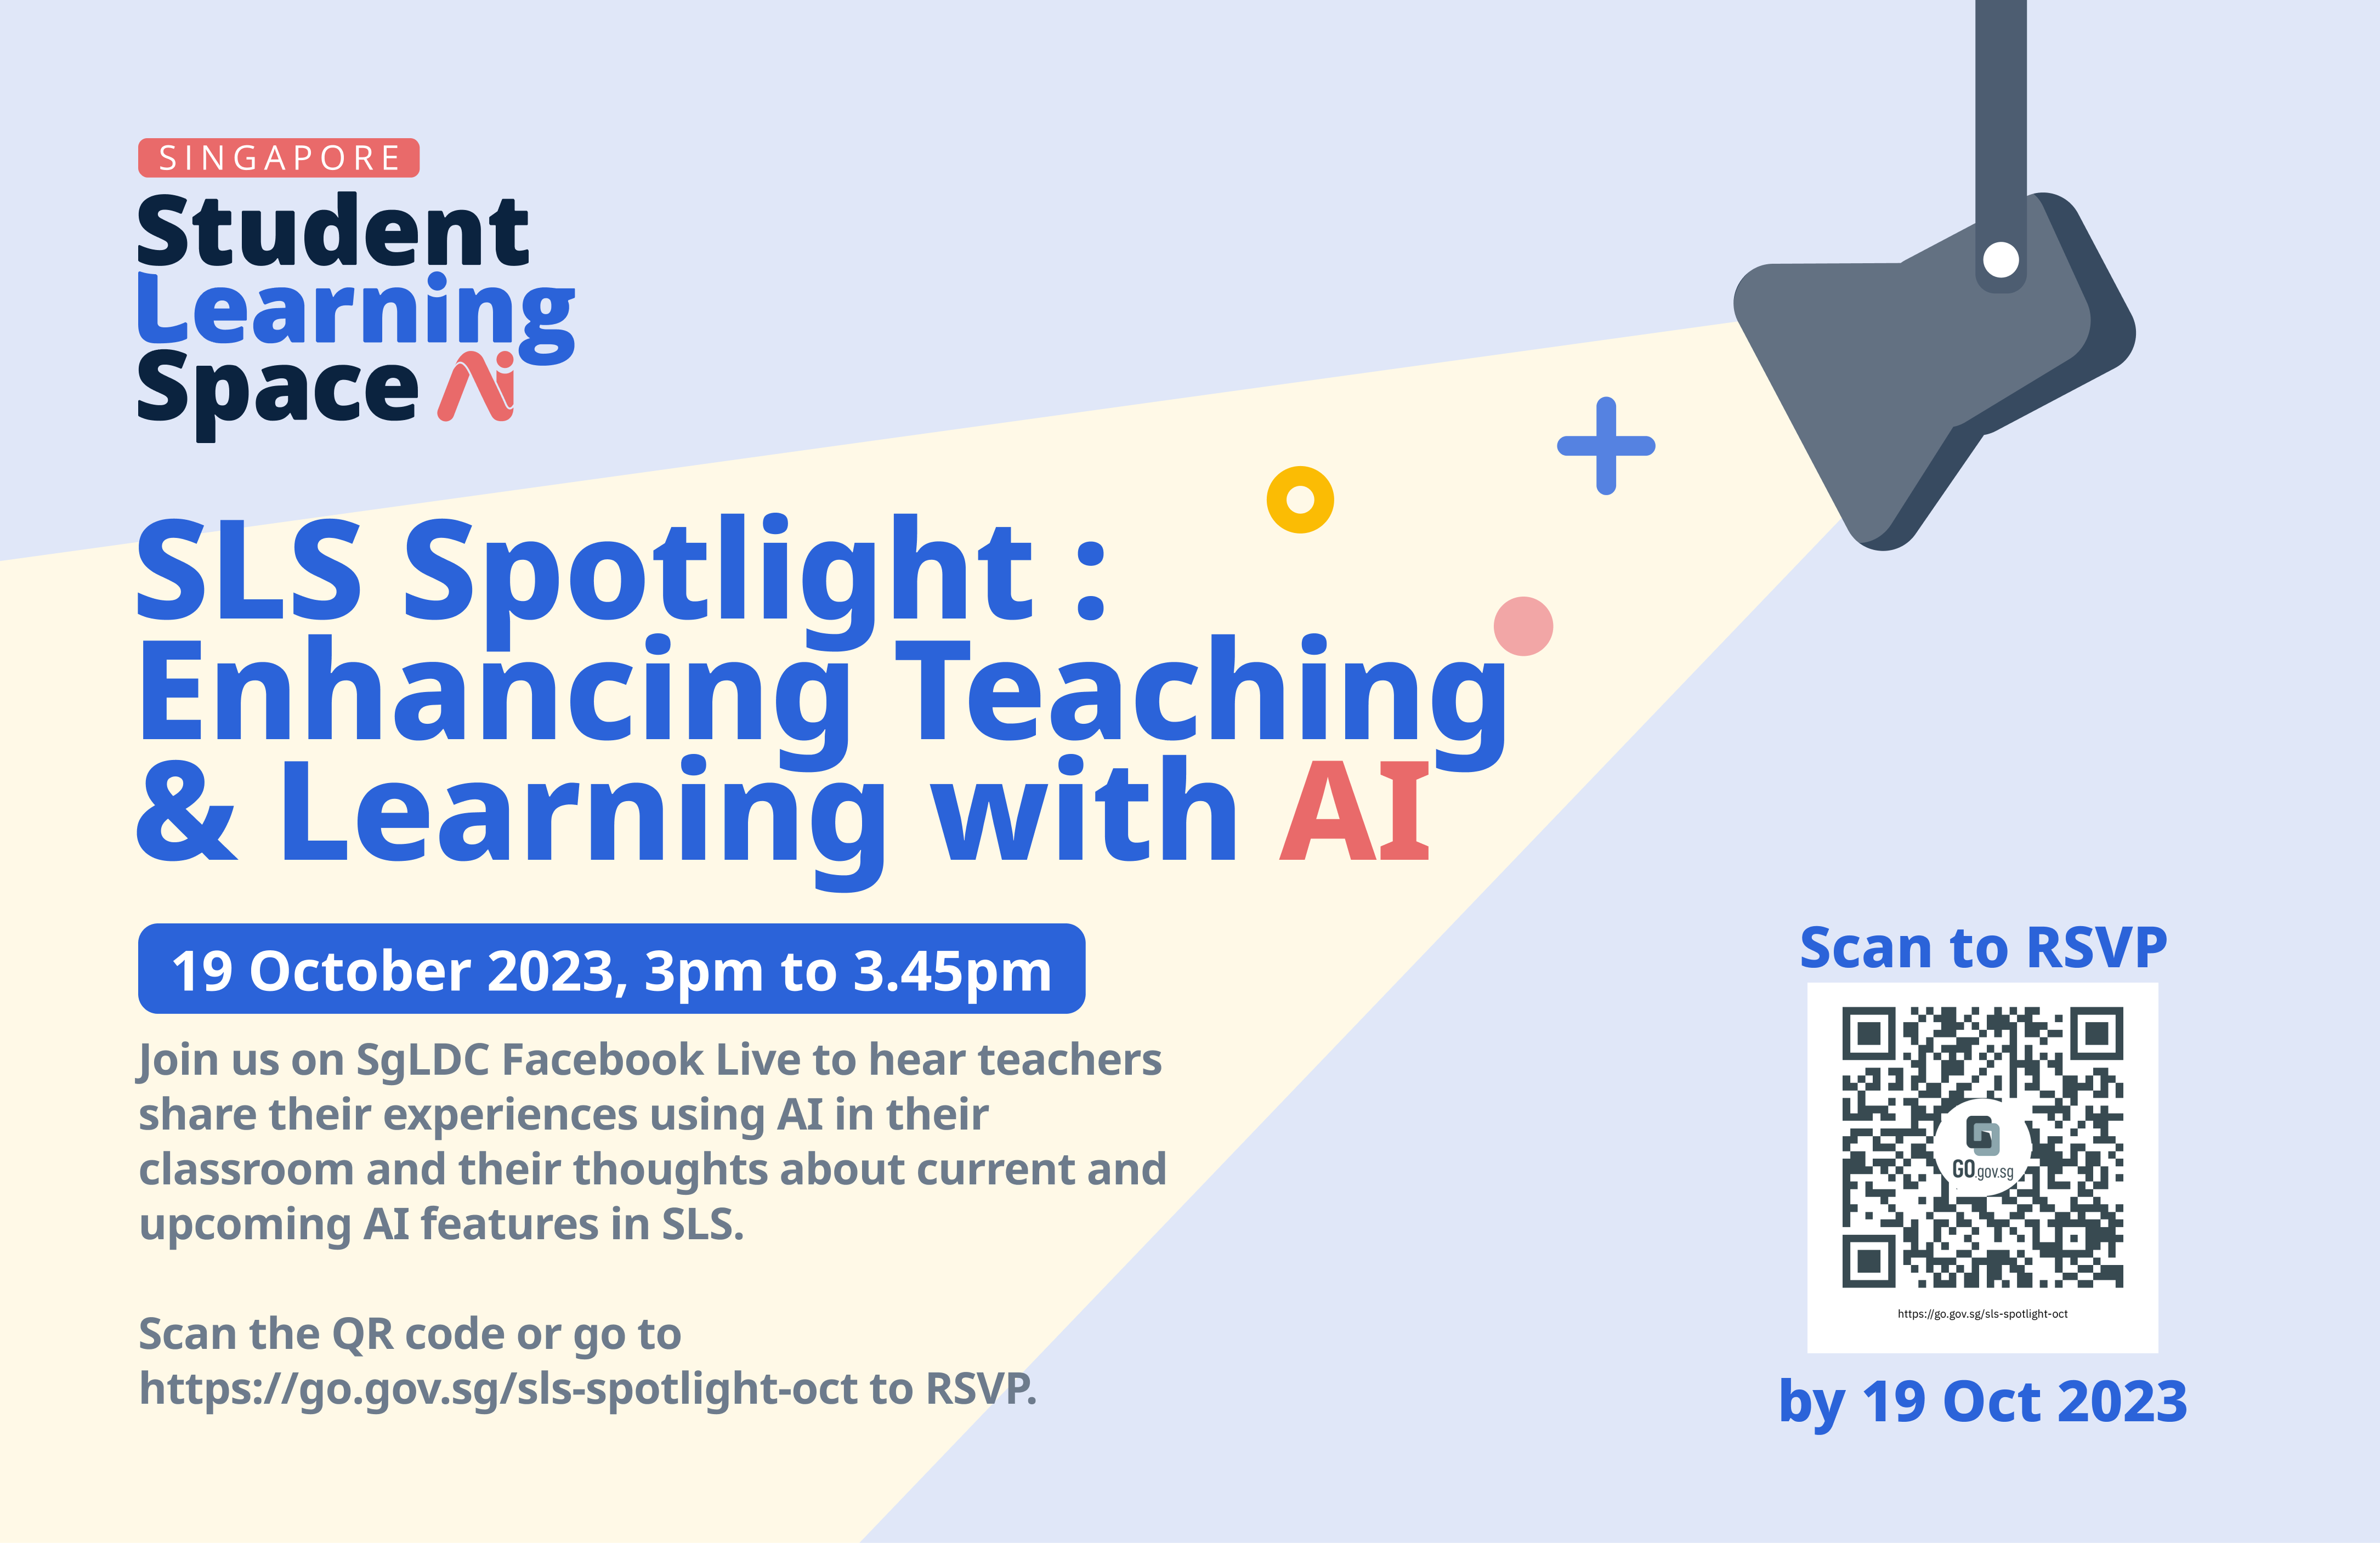 SINGAPORE
Student
Learning
Space Ai
SLS Spotlight :
Enhancing Teaching
& Learning with AI
19 October 2023, 3pm to 3.45pm
Join us on SgLDC Facebook Live to hear teachers
share their experiences using AI in their
classroom and their thoughts about current and
upcoming AI features in SLS.
Scan the QR code or go to
https://go.gov.sg/sls-spotlight-oct to RSVP.
Scan to RSVP
GO.gov.sg
https://go.gov.sg/sls-spotlight-oct
by 19 Oct 2023